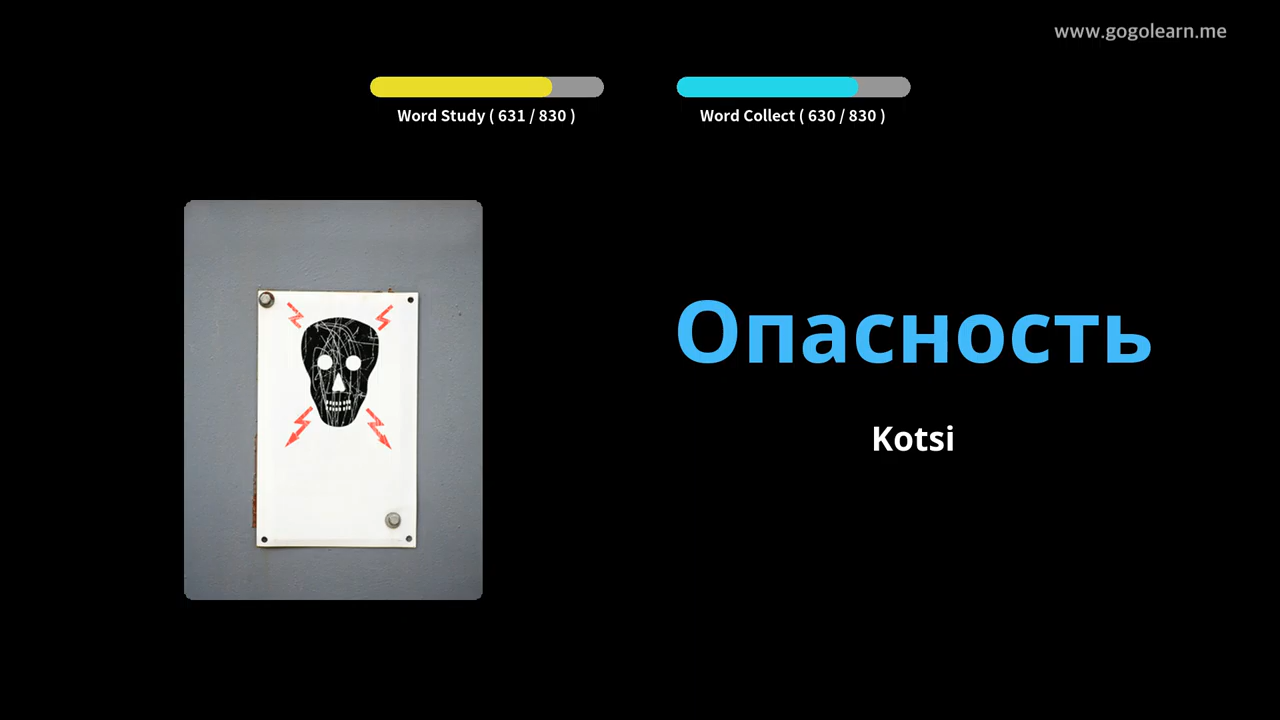 www.gogolearn.me
Word Study ( 631 / 830 )
Word Collect ( 630 / 830 )
Опасность
Kotsi